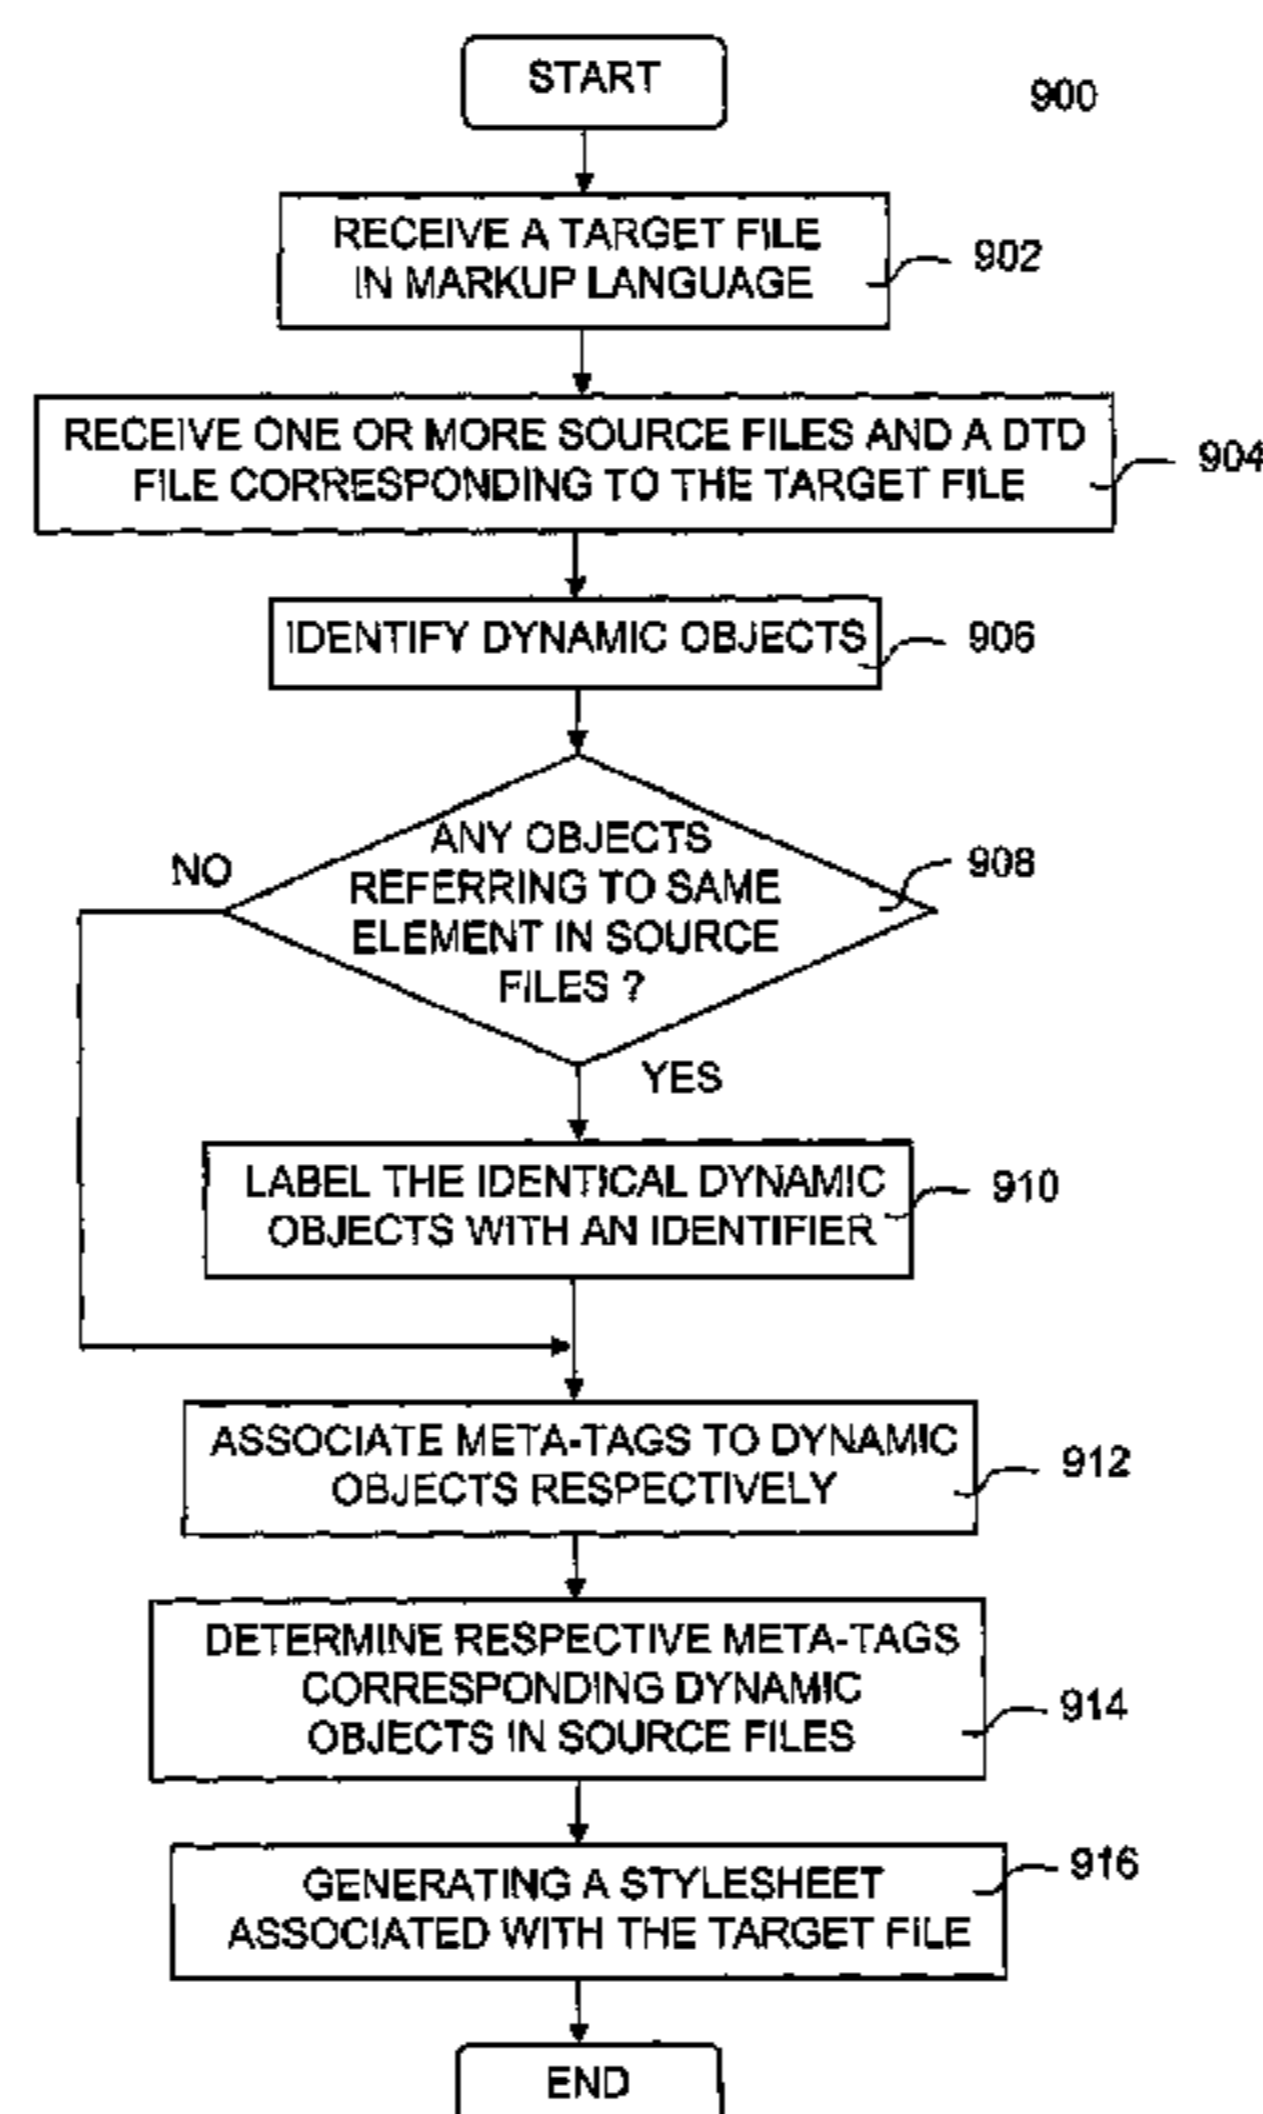 START
900
RECEIVE A TARGET FILE
IN MARKUP LANGUAGE
902
RECEIVE ONE OR MORE SOURCE FILES AND A DTD
FILE CORRESPONDING TO THE TARGET FILE
904
IDENTIFY DYNAMIC OBJECTS
906
ANY OBJECTS
REFERRING TO SAME
ELEMENT IN SOURCE
FILES ?
908
NO
YES
LABEL THE IDENTICAL DYNAMIC
OBJECTS WITH AN IDENTIFIER
910
ASSOCIATE META-TAGS TO DYNAMIC
OBJECTS RESPECTIVELY
912
DETERMINE RESPECTIVE META-TAGS
CORRESPONDING DYNAMIC
OBJECTS IN SOURCE FILES
914
GENERATING A STYLESHEET
ASSOCIATED WITH THE TARGET FILE
916
END